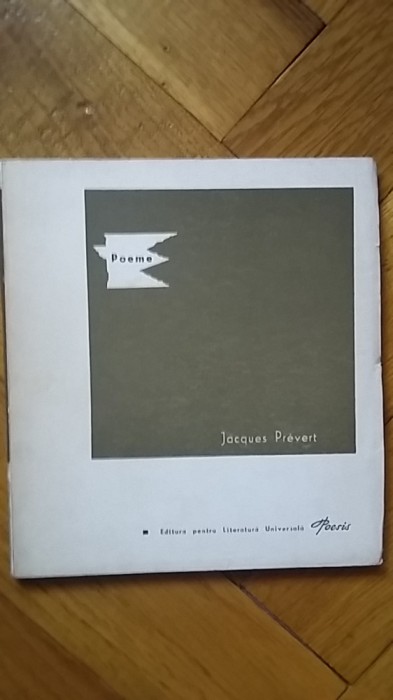 Poeme
Jacques Prévert
Editura pentru Literatură Universală Poesis